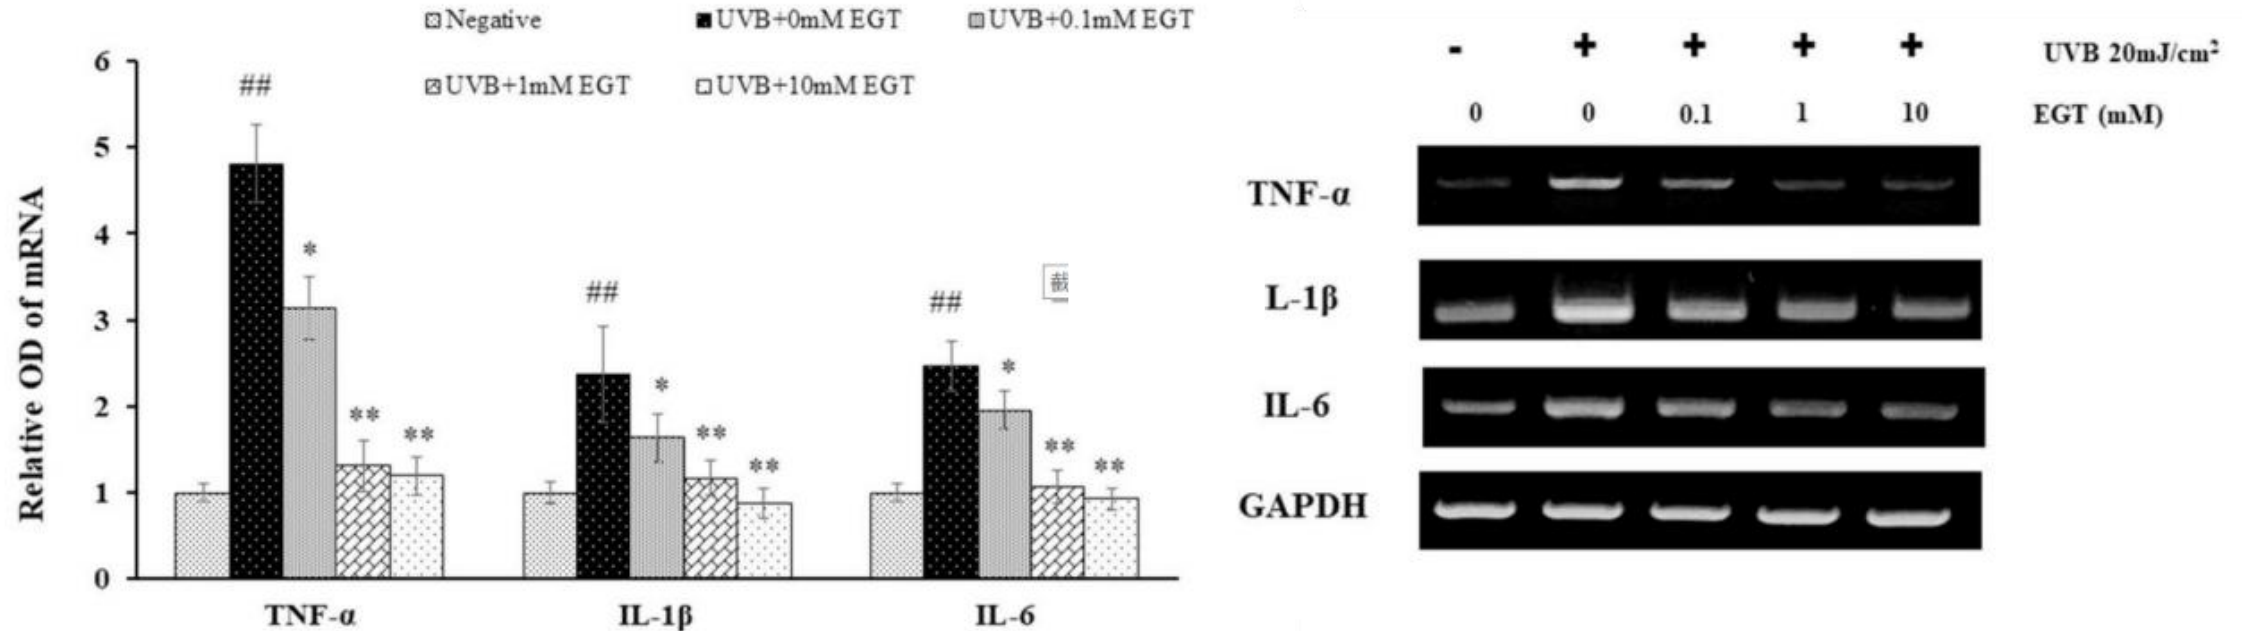 Negative
UVB+0mM EGT
UVB+0.1mM EGT
UVB+1mM EGT
UVB+10mM EGT
Relative OD of mRNA
6
5
4
3
2
1
0
##
*
**
**
##
*
**
**
##
*
**
**
截
TNF-α
IL-1β
IL-6
- + + + + UVB 20mJ/cm²
0 0 0.1 1 10 EGT (mM)
TNF-α
L-1β
IL-6
GAPDH